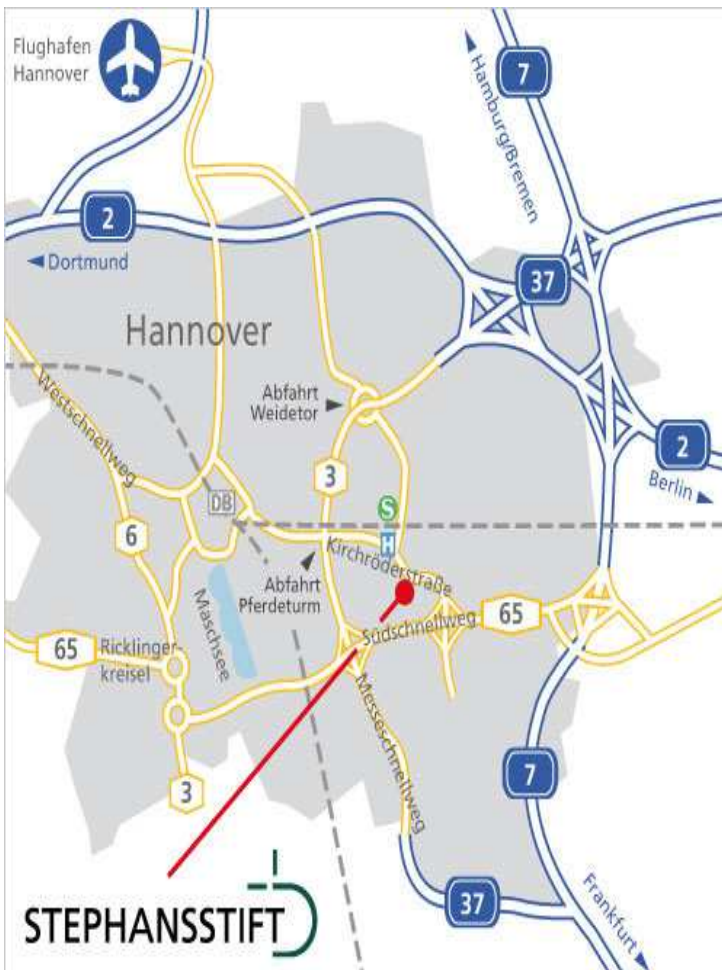 Flughafen
Hannover
7
Hamburg/Bremen
2
Dortmund
37
Hannover
Westschnellweg
Abfahrt
Weidetor
3
2
Berlin
DB
S
6
H
Kirchröderstraße
Abfahrt
Pferdeturm
Maschsee
65
Ricklinger-
kreisel
Südschnellweg
65
Messeschnellweg
3
7
37
Frankfurt
STEPHANSSTIFT